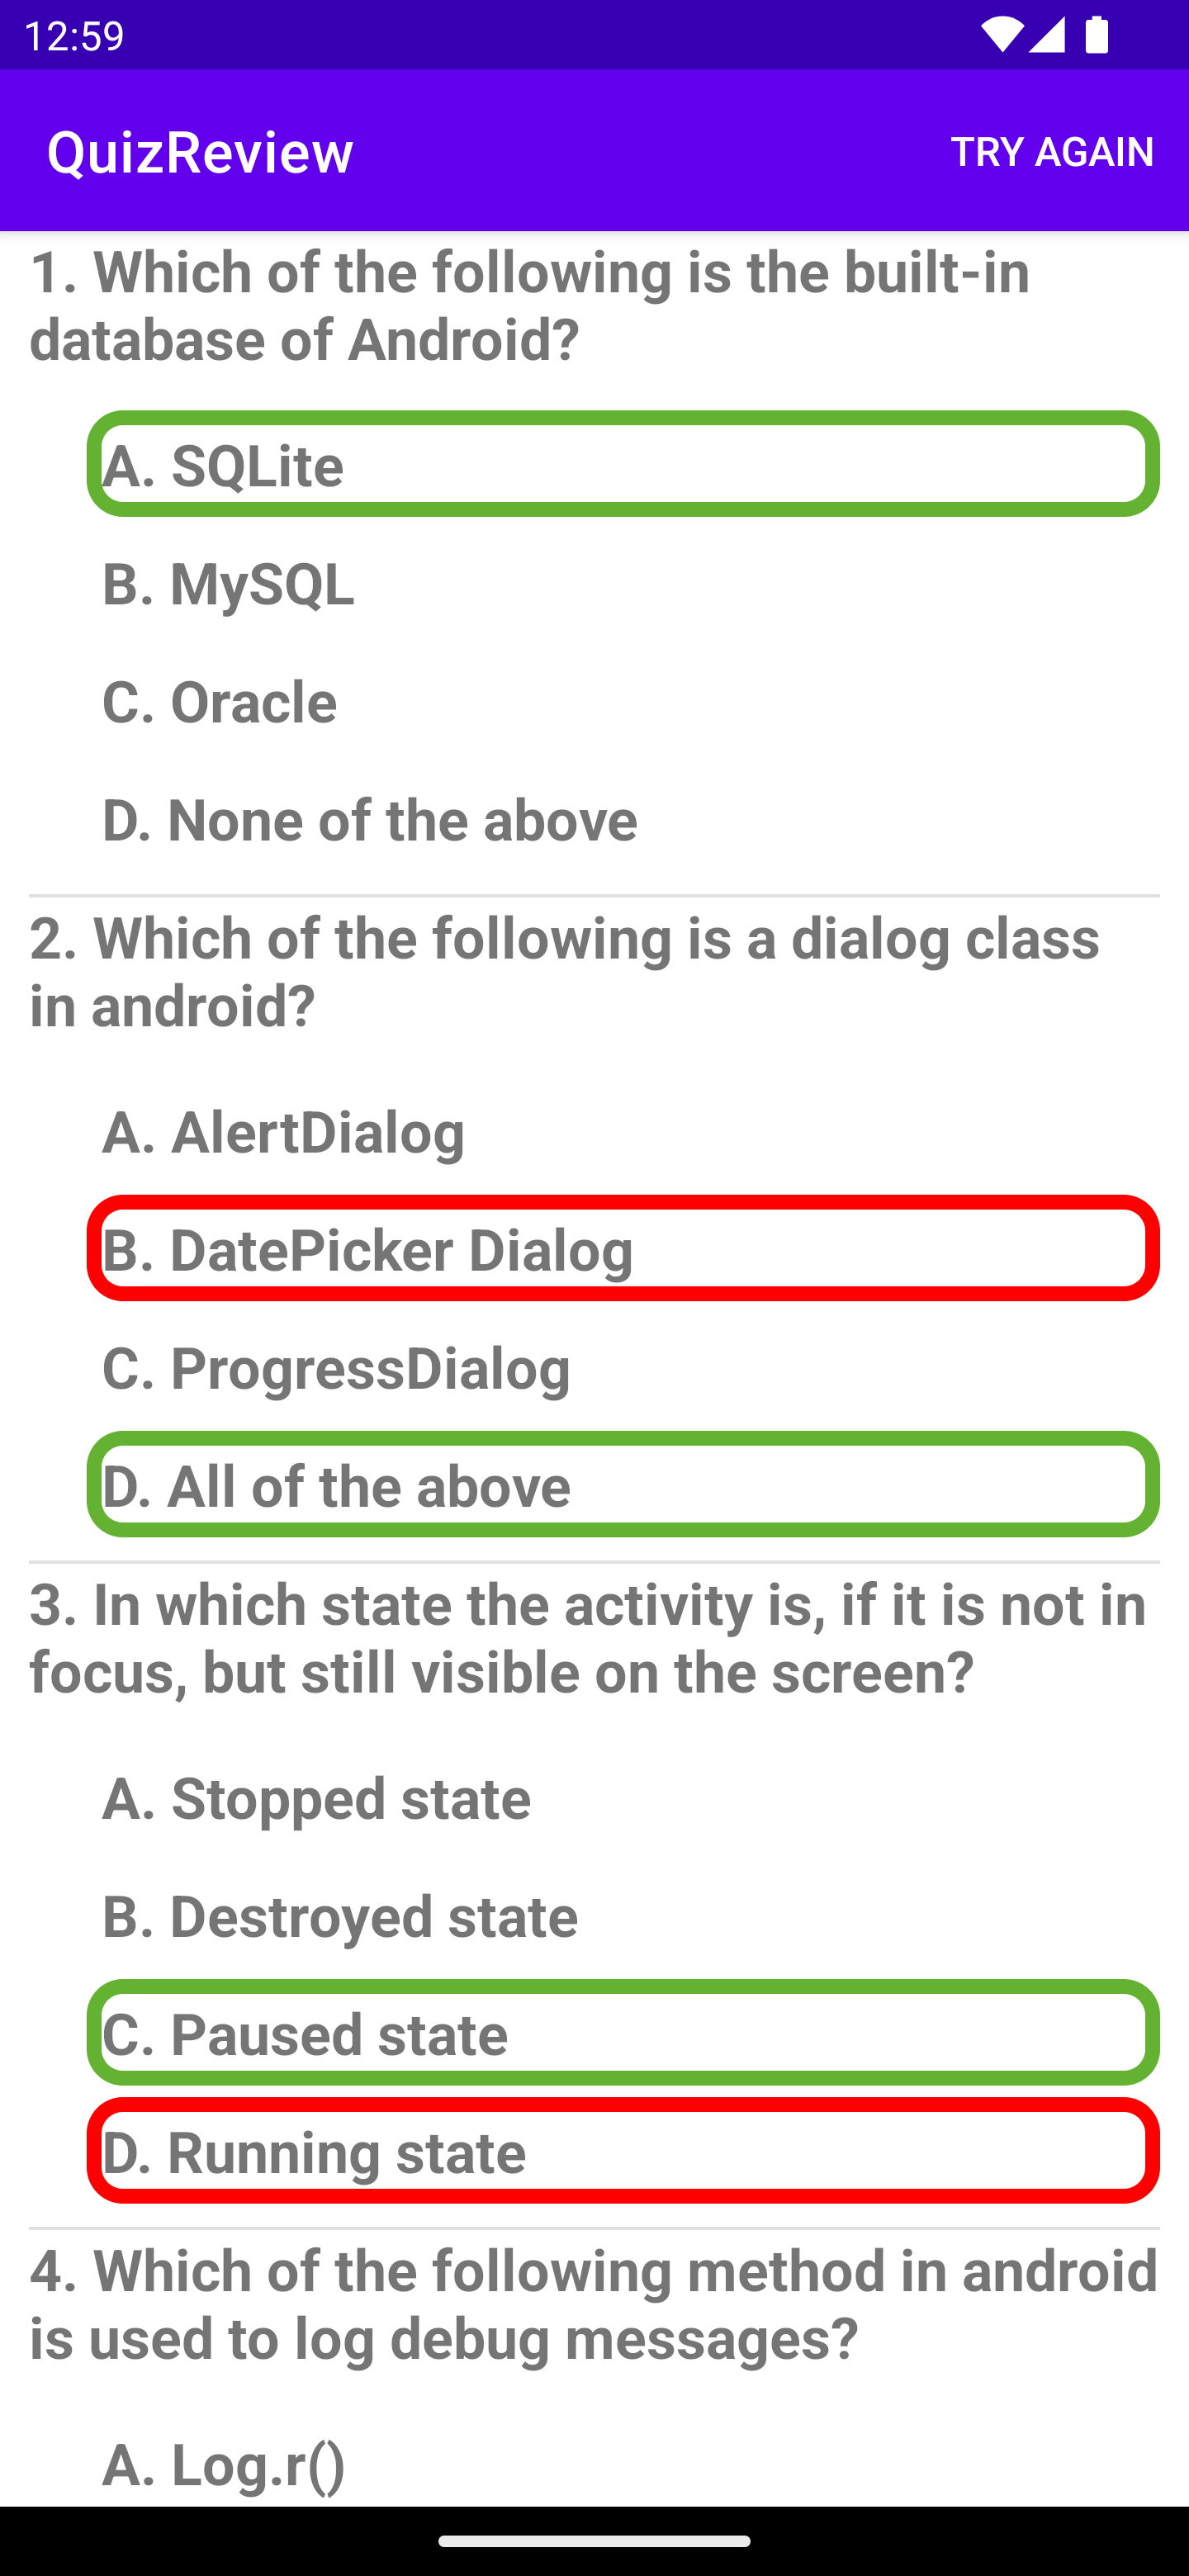 12:59
QuizReview
TRY AGAIN
1. Which of the following is the built-in
database of Android?
A. SQLite
B. MySQL
C. Oracle
D. None of the above
2. Which of the following is a dialog class
in android?
A. AlertDialog
B. DatePicker Dialog
C. ProgressDialog
D. All of the above
3. In which state the activity is, if it is not in
focus, but still visible on the screen?
A. Stopped state
B. Destroyed state
C. Paused state
D. Running state
4. Which of the following method in android
is used to log debug messages?
A. Log.r()